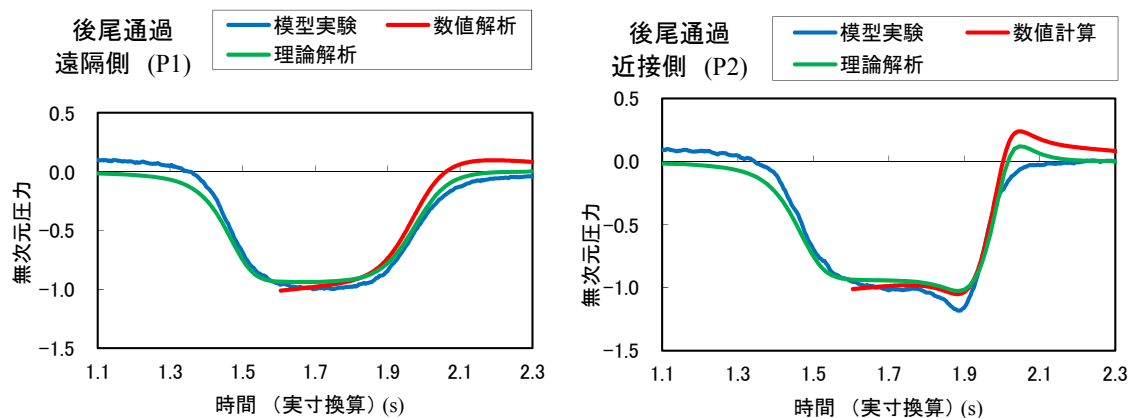 後尾通過
遠隔側 (P1)
模型実験
数値解析
理論解析
0.5
0.0
−0.5
−1.0
−1.5
無次元圧力
1.1
1.3
1.5
1.7
1.9
2.1
2.3
時間 (実寸換算) (s)
後尾通過
近接側 (P2)
模型実験
数値計算
理論解析
0.5
0.0
−0.5
−1.0
−1.5
無次元圧力
1.1
1.3
1.5
1.7
1.9
2.1
2.3
時間 (実寸換算) (s)